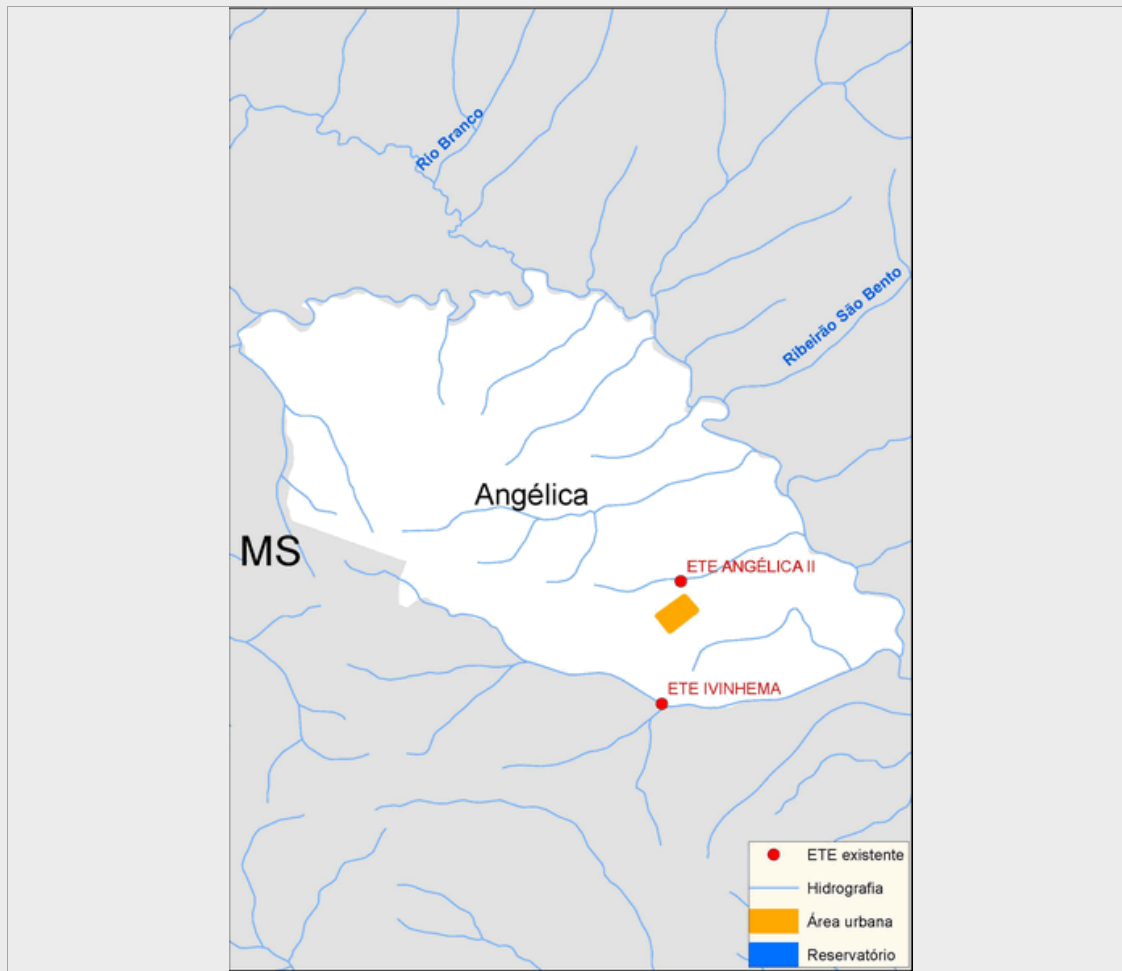 Rio Branco
Ribeirão São Bento
Angélica
MS
ETE ANGÉLICA II
ETE IVINHEMA
ETE existente
Hidrografia
Área urbana
Reservatório